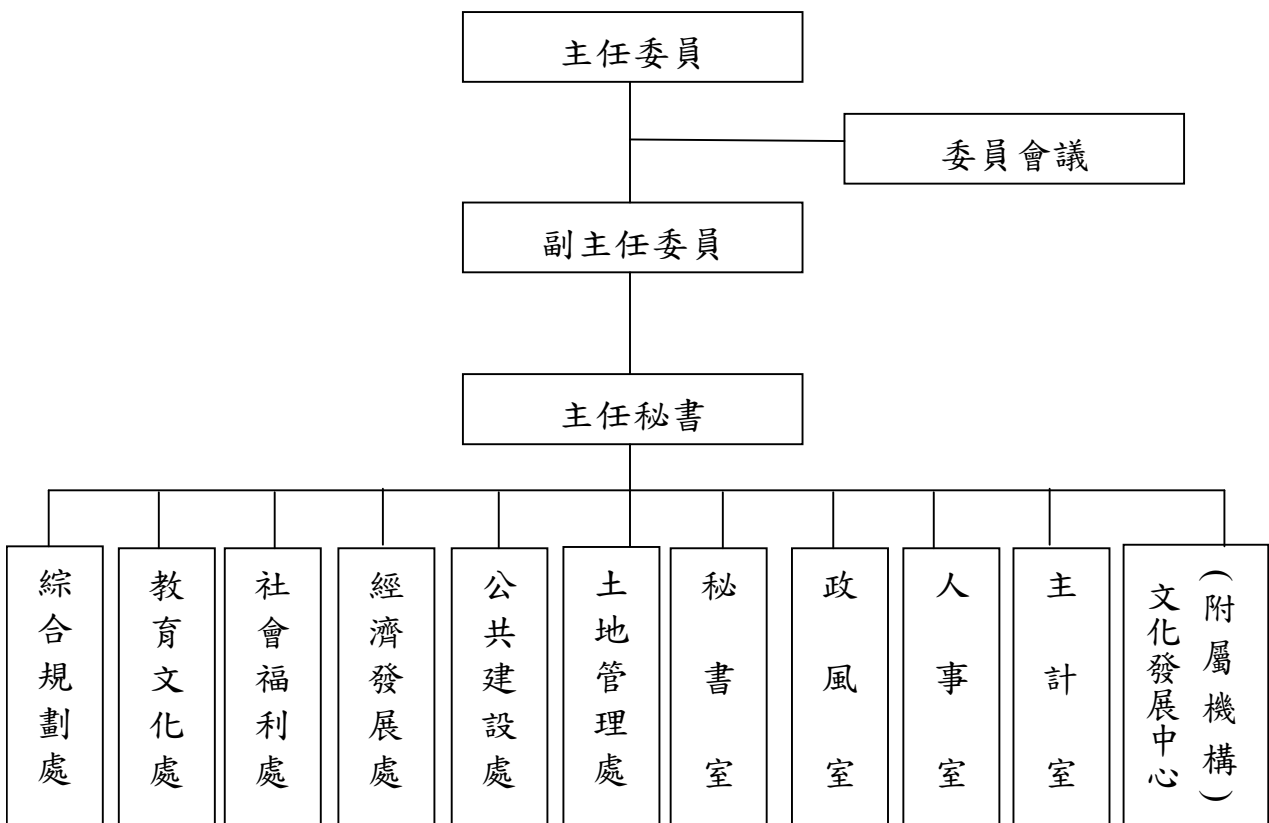 主任委員
委員會議
副主任委員
主任秘書
綜合規劃處
教育文化處
社會福利處
經濟發展處
公共建設處
土地管理處
秘書室
政風室
人事室
主計室
(附屬機構)
文化發展中心